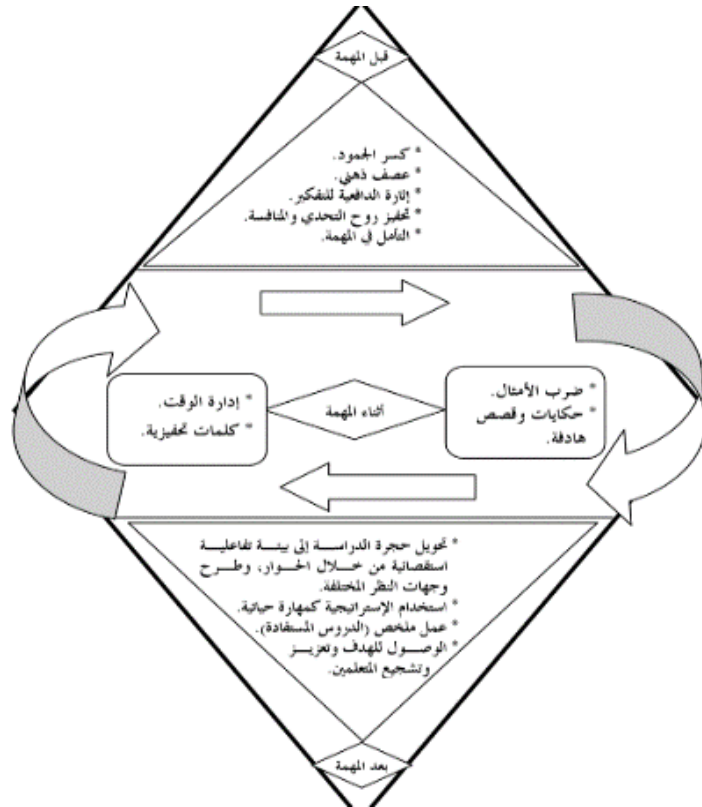 قبل المهمة
* كسر الجمود.
* عصف ذهني.
* إثارة الدافعية للتفكير.
* تحفيز روح التحدي والمنافسة.
* التأمل في المهمة.
* ضرب الأمثال.
* حكايات وقصص
هادفة.
أثناء المهمة
* إدارة الوقت.
* كلمات تحفيزية.
* تحويل حجرة الدراسة إلى بيئة تفاعلية
استقصائية من خلال الحوار، وطرح
وجهات النظر المختلفة.
* استخدام الإستراتيجية كمهارة حياتية.
* عمل ملخص (الدروس المستفادة).
* الوصول للهدف وتعزيز
وتشجيع المتعلمين.
بعد المهمة